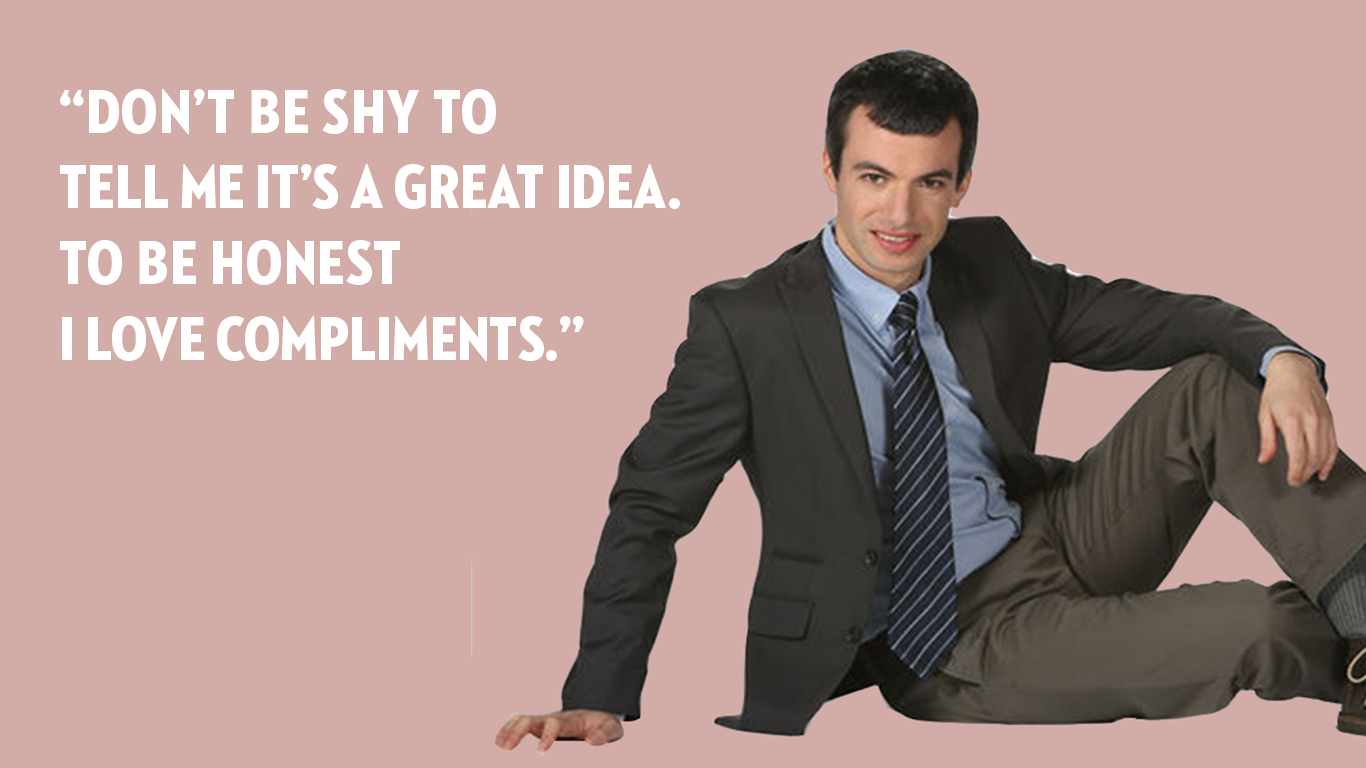 “DON’T BE SHY TO
TELL ME IT’S A GREAT IDEA.
TO BE HONEST
I LOVE COMPLIMENTS.”